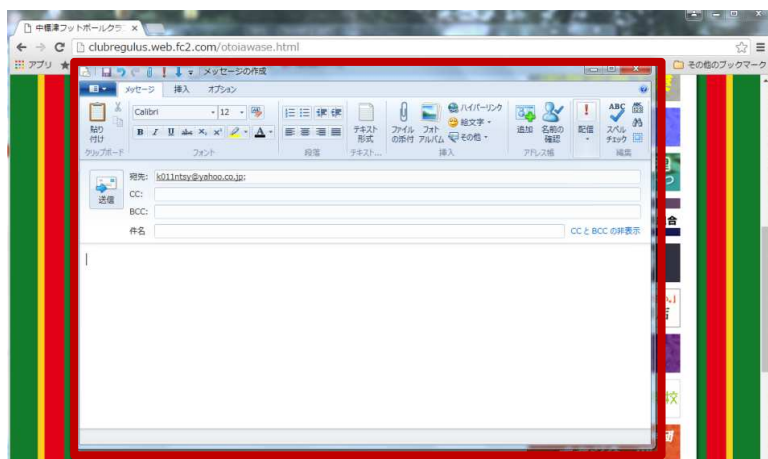 中標津フットボールクラ
clubregulus.web.fc2.com/otoiawase.html
アプリ
その他のブックマーク
メッセージの作成
メッセージ 挿入 オプション
貼り付け
Calibri 12
B I U abc X₂ X² A
テキスト形式
ファイルの添付
フォトアルバム
ハイパーリンク
絵文字
その他
追加
名前の確認
配信
ABC
スペルチェック
クリップボード フォント 段落 テキスト... 挿入 アドレス帳 編集
送信
宛先: k011ntsy@yahoo.co.jp;
CC:
BCC:
件名
CC と BCC の非表示
合
校